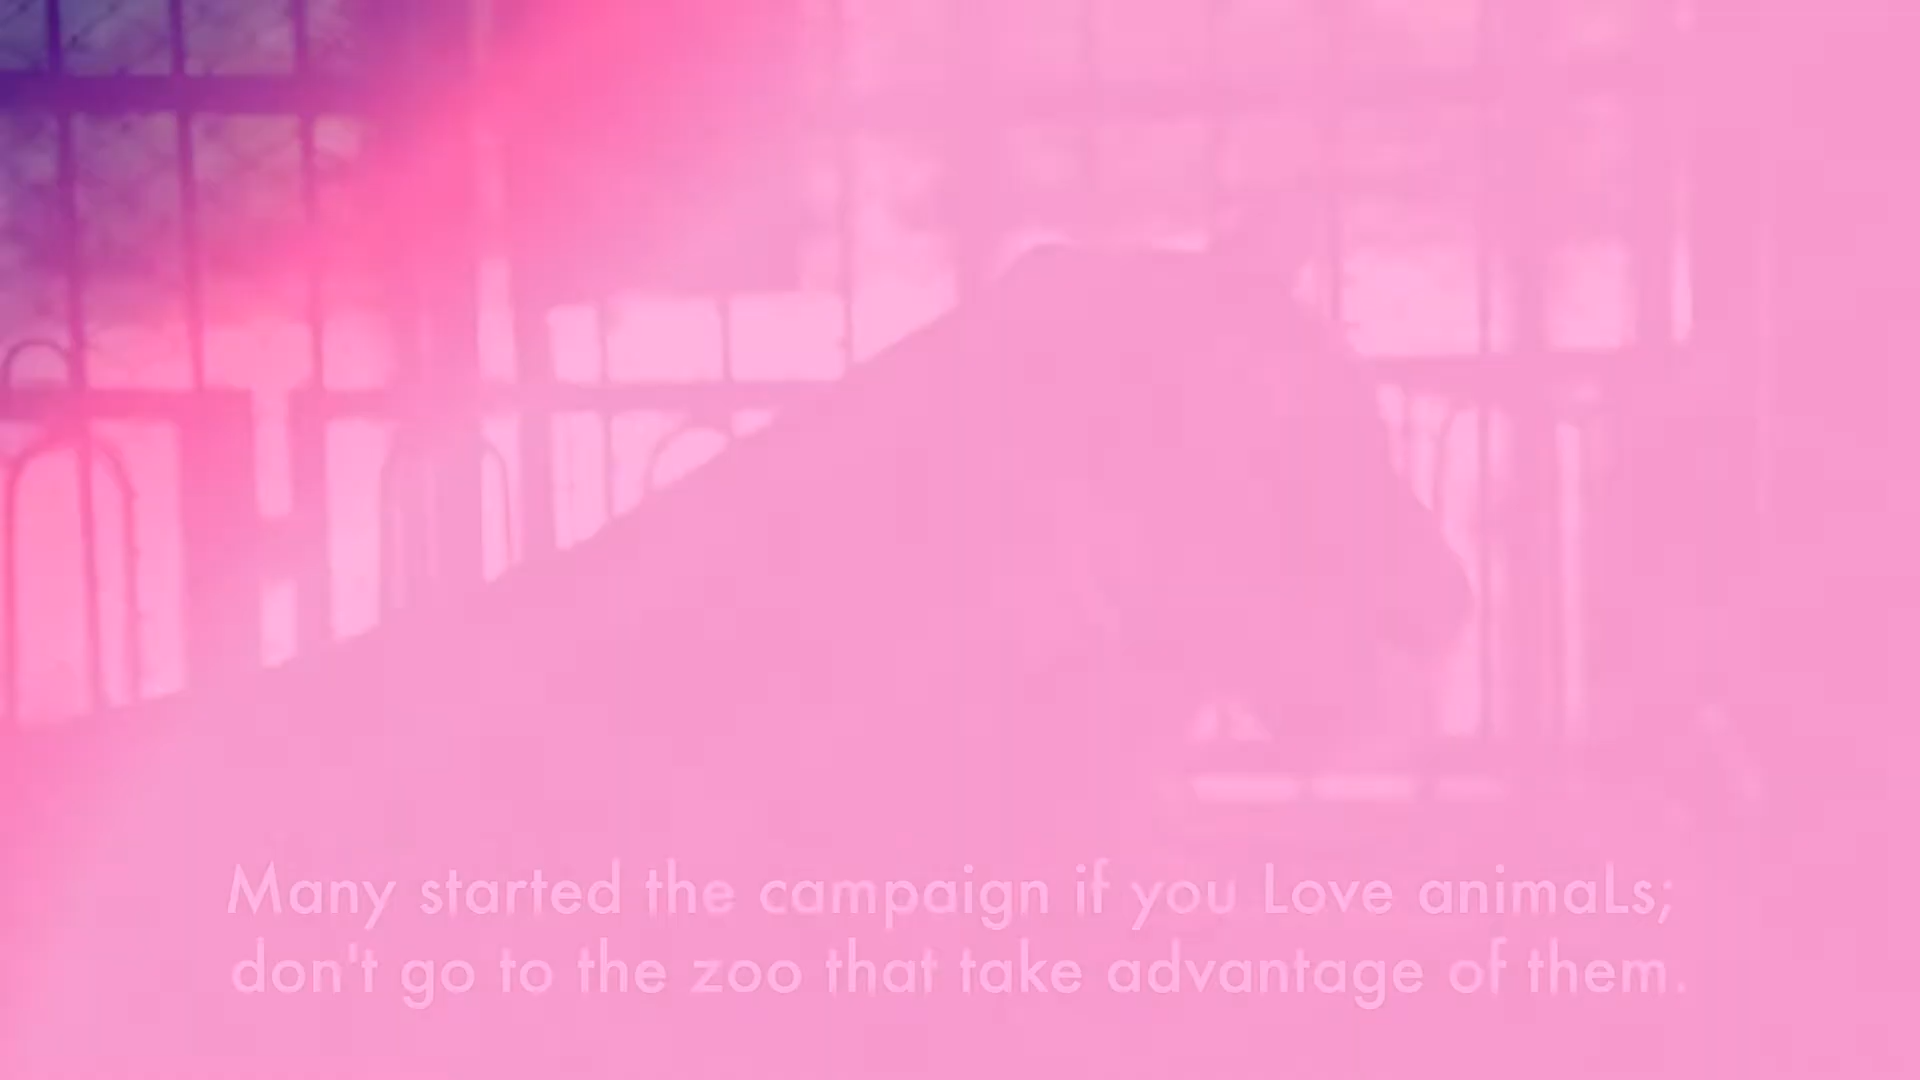 Many started the campaign if you Love animaLs;
don't go to the zoo that take advantage of them.